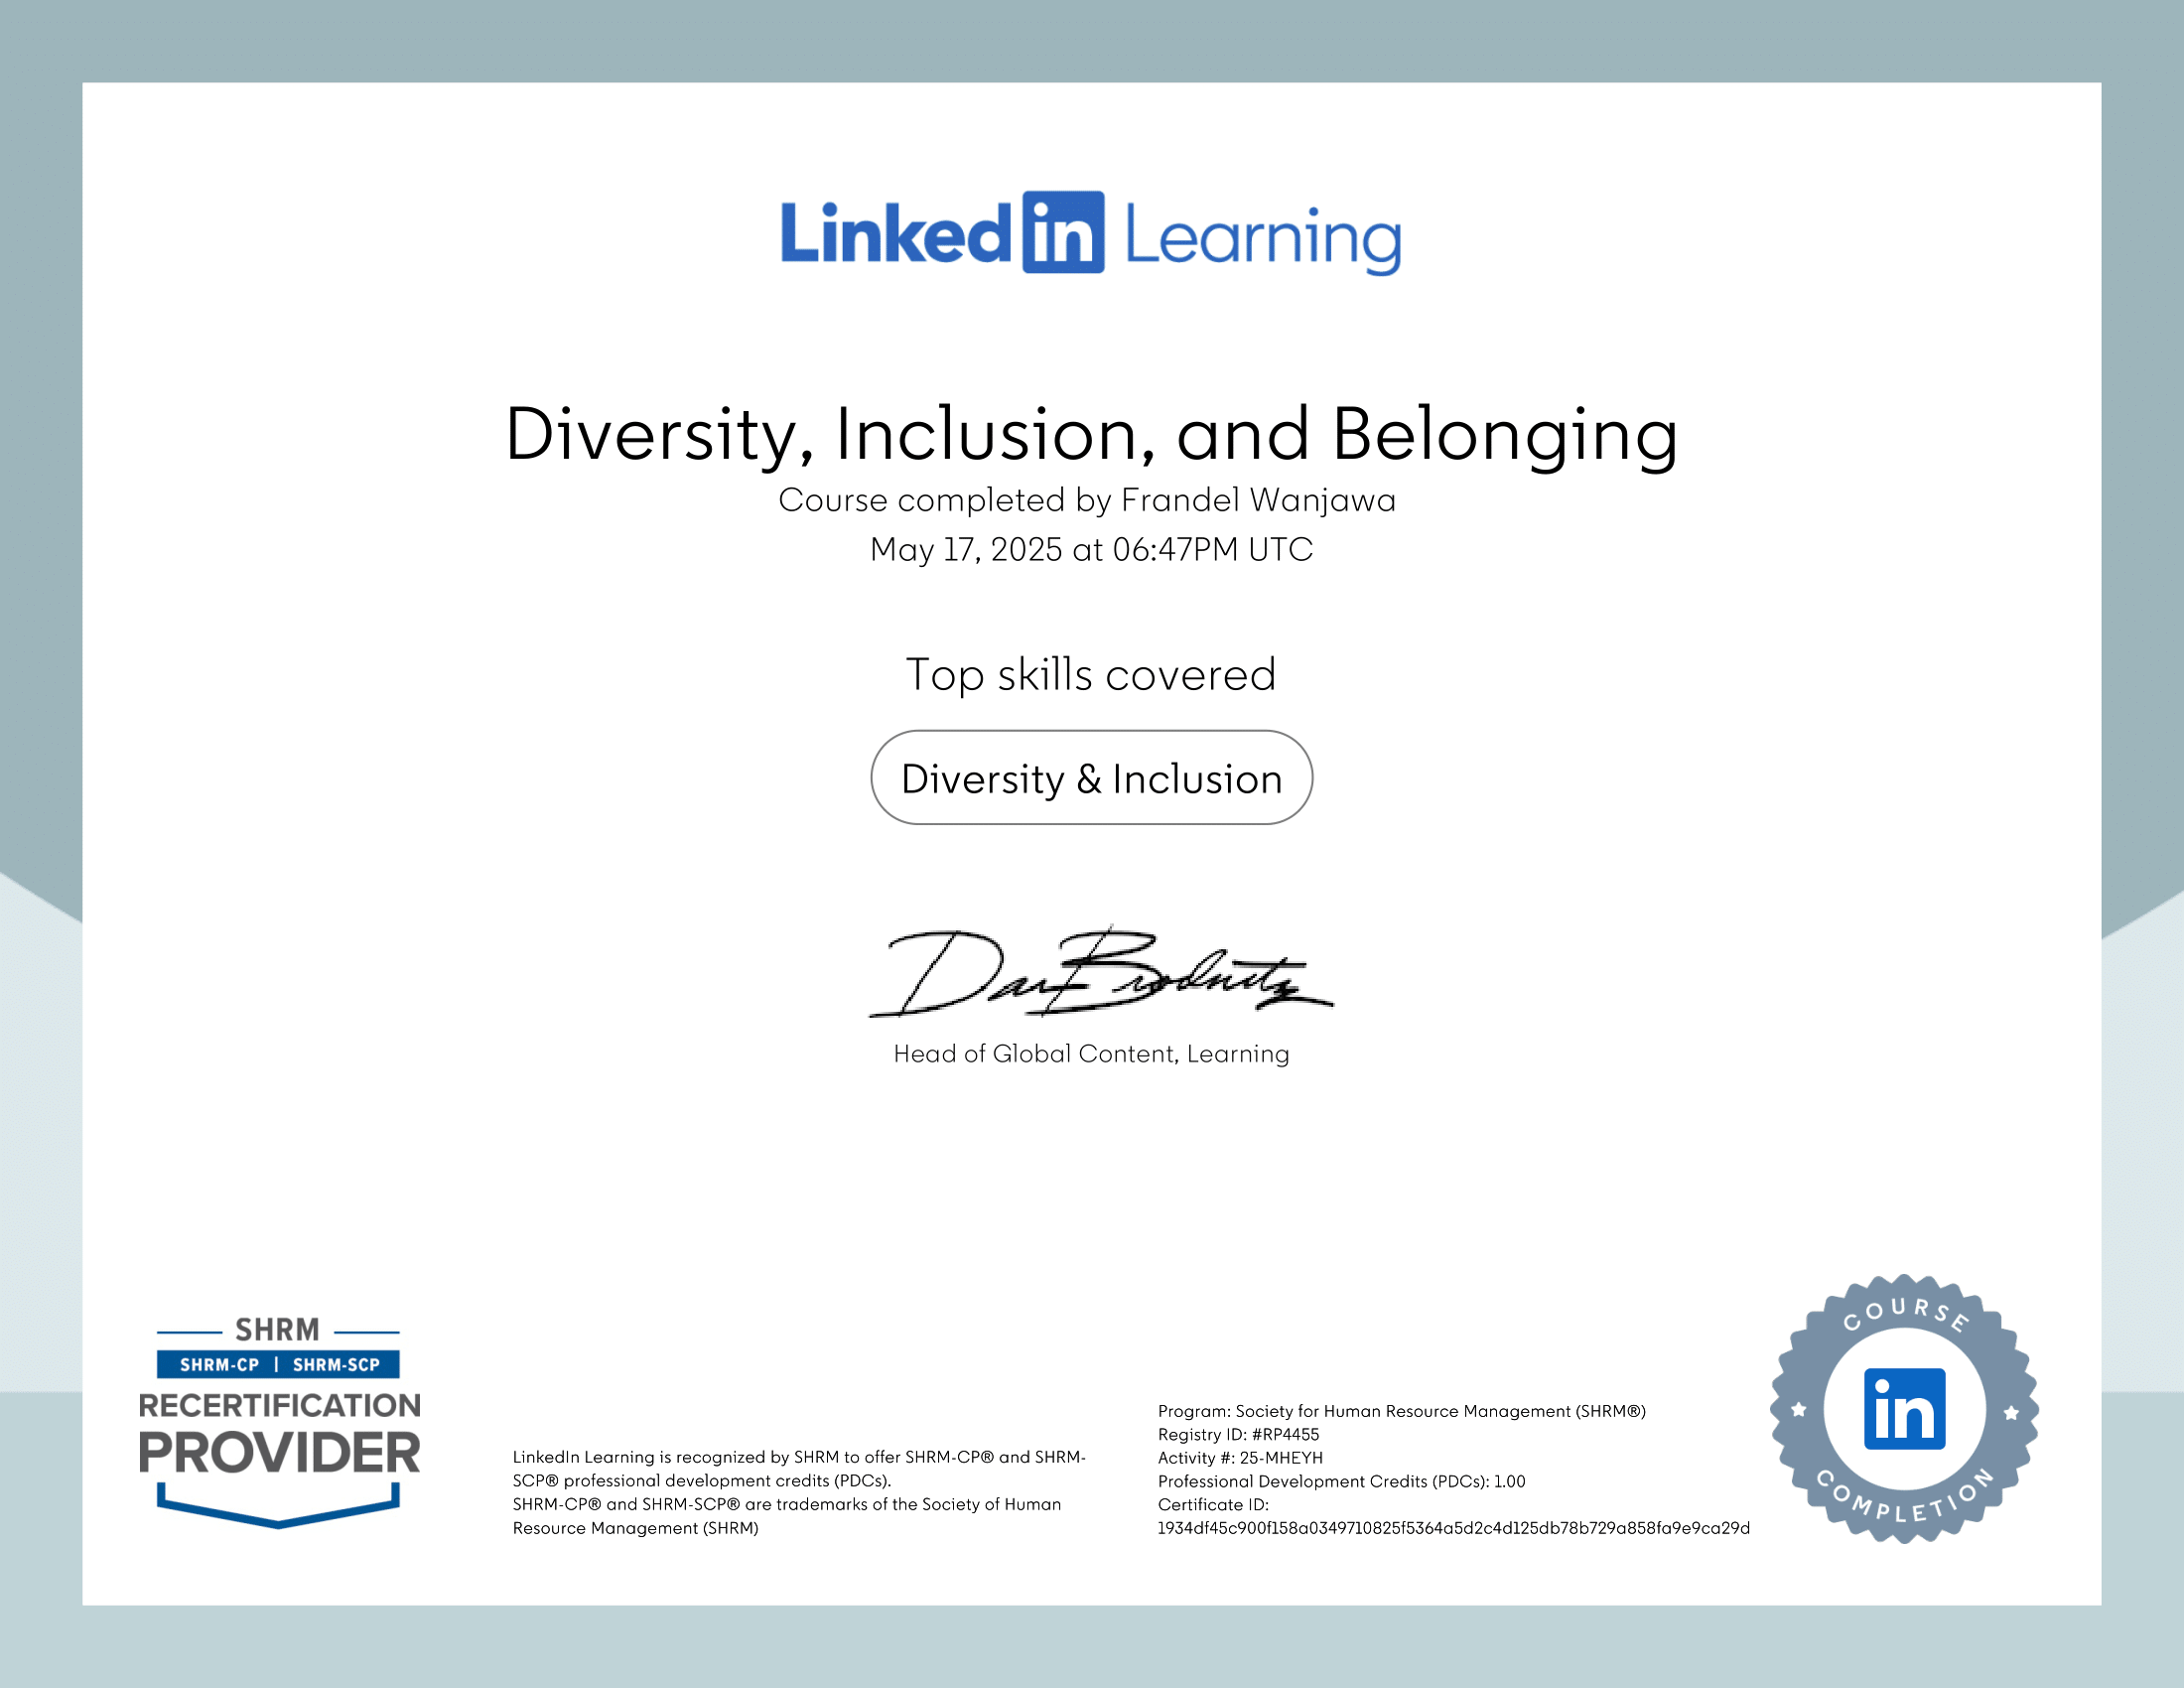 Linked in Learning
Diversity, Inclusion, and Belonging
Course completed by Frandel Wanjawa
May 17, 2025 at 06:47PM UTC
Top skills covered
Diversity & Inclusion
Dan Brodnitz
Head of Global Content, Learning
SHRM
SHRM-CP | SHRM-SCP
RECERTIFICATION
PROVIDER
LinkedIn Learning is recognized by SHRM to offer SHRM-CP® and SHRM-
SCP® professional development credits (PDCs).
SHRM-CP® and SHRM-SCP® are trademarks of the Society of Human
Resource Management (SHRM)
Program: Society for Human Resource Management (SHRM®)
Registry ID: #RP4455
Activity #: 25-MHEYH
Professional Development Credits (PDCs): 1.00
Certificate ID:
1934df45c900f158a0349710825f5364a5d2c4d125db78b729a858fa9e9ca29d
COURSE
in
COMPLETION